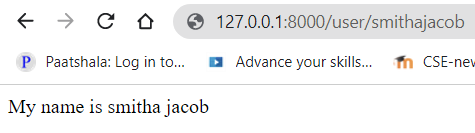 127.0.0.1:8000/user/smithajacob
P Paatshala: Log in to... Advance your skills... CSE-nev
My name is smitha jacob